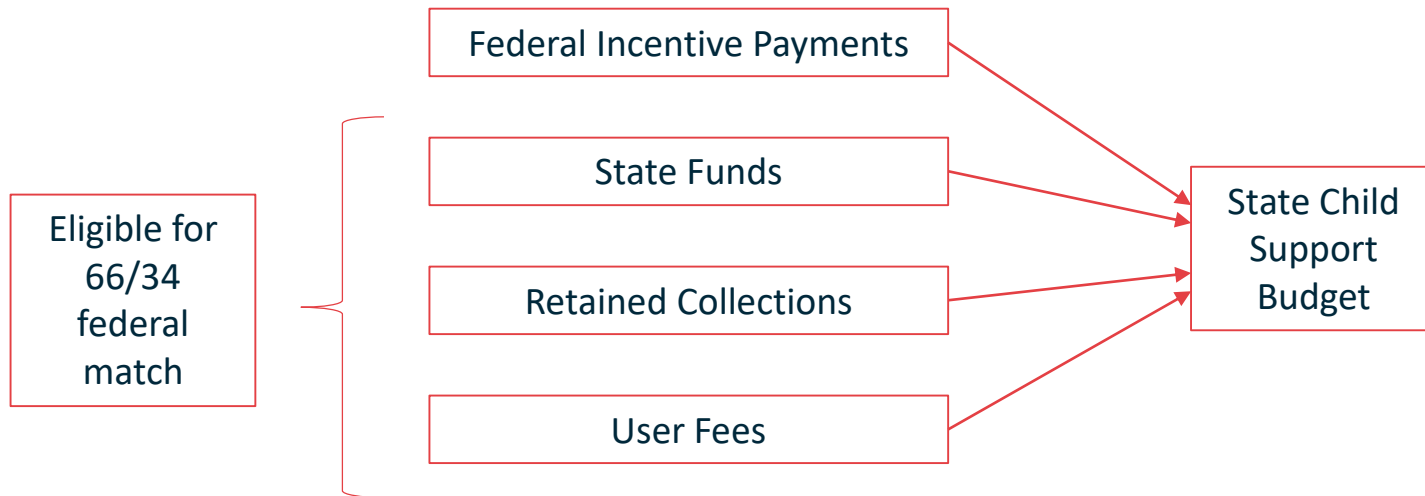 Federal Incentive Payments
State Funds
Eligible for
66/34
federal
match
Retained Collections
User Fees
State Child
Support
Budget